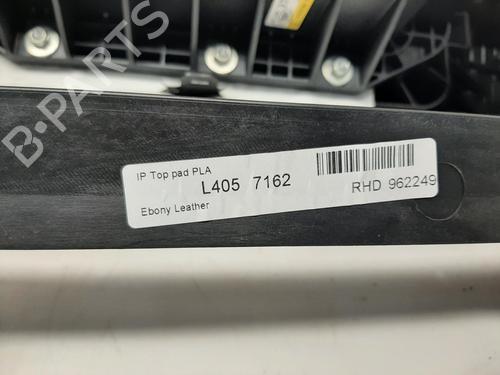 B-PARTS
IP Top pad PLA
L405 7162
RHD 962249
Ebony Leather